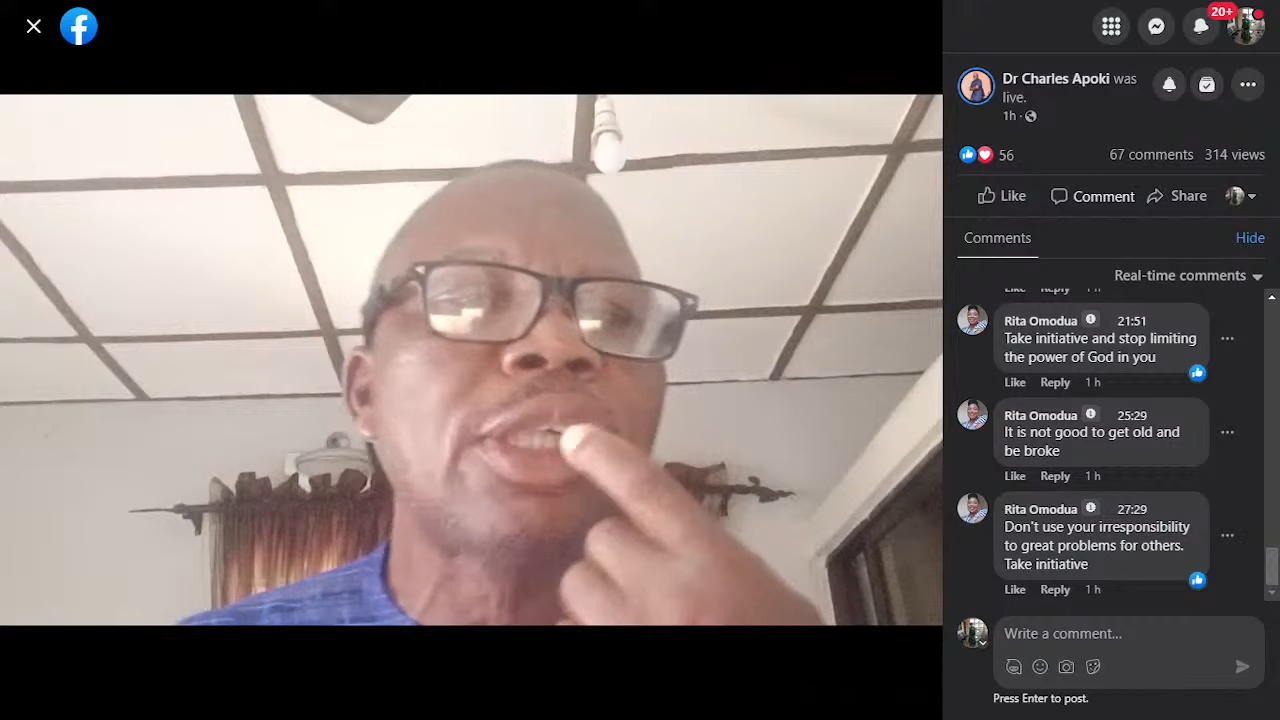 20+
Dr Charles Apoki was
live.
1h ·
56
67 comments 314 views
Like Comment Share
Comments Hide
Real-time comments
Like Reply 1 h
Rita Omodua 21:51
Take initiative and stop limiting
the power of God in you
Like Reply 1 h
Rita Omodua 25:29
It is not good to get old and
be broke
Like Reply 1 h
Rita Omodua 27:29
Don't use your irresponsibility
to great problems for others.
Take initiative
Like Reply 1 h
Write a comment...
Press Enter to post.